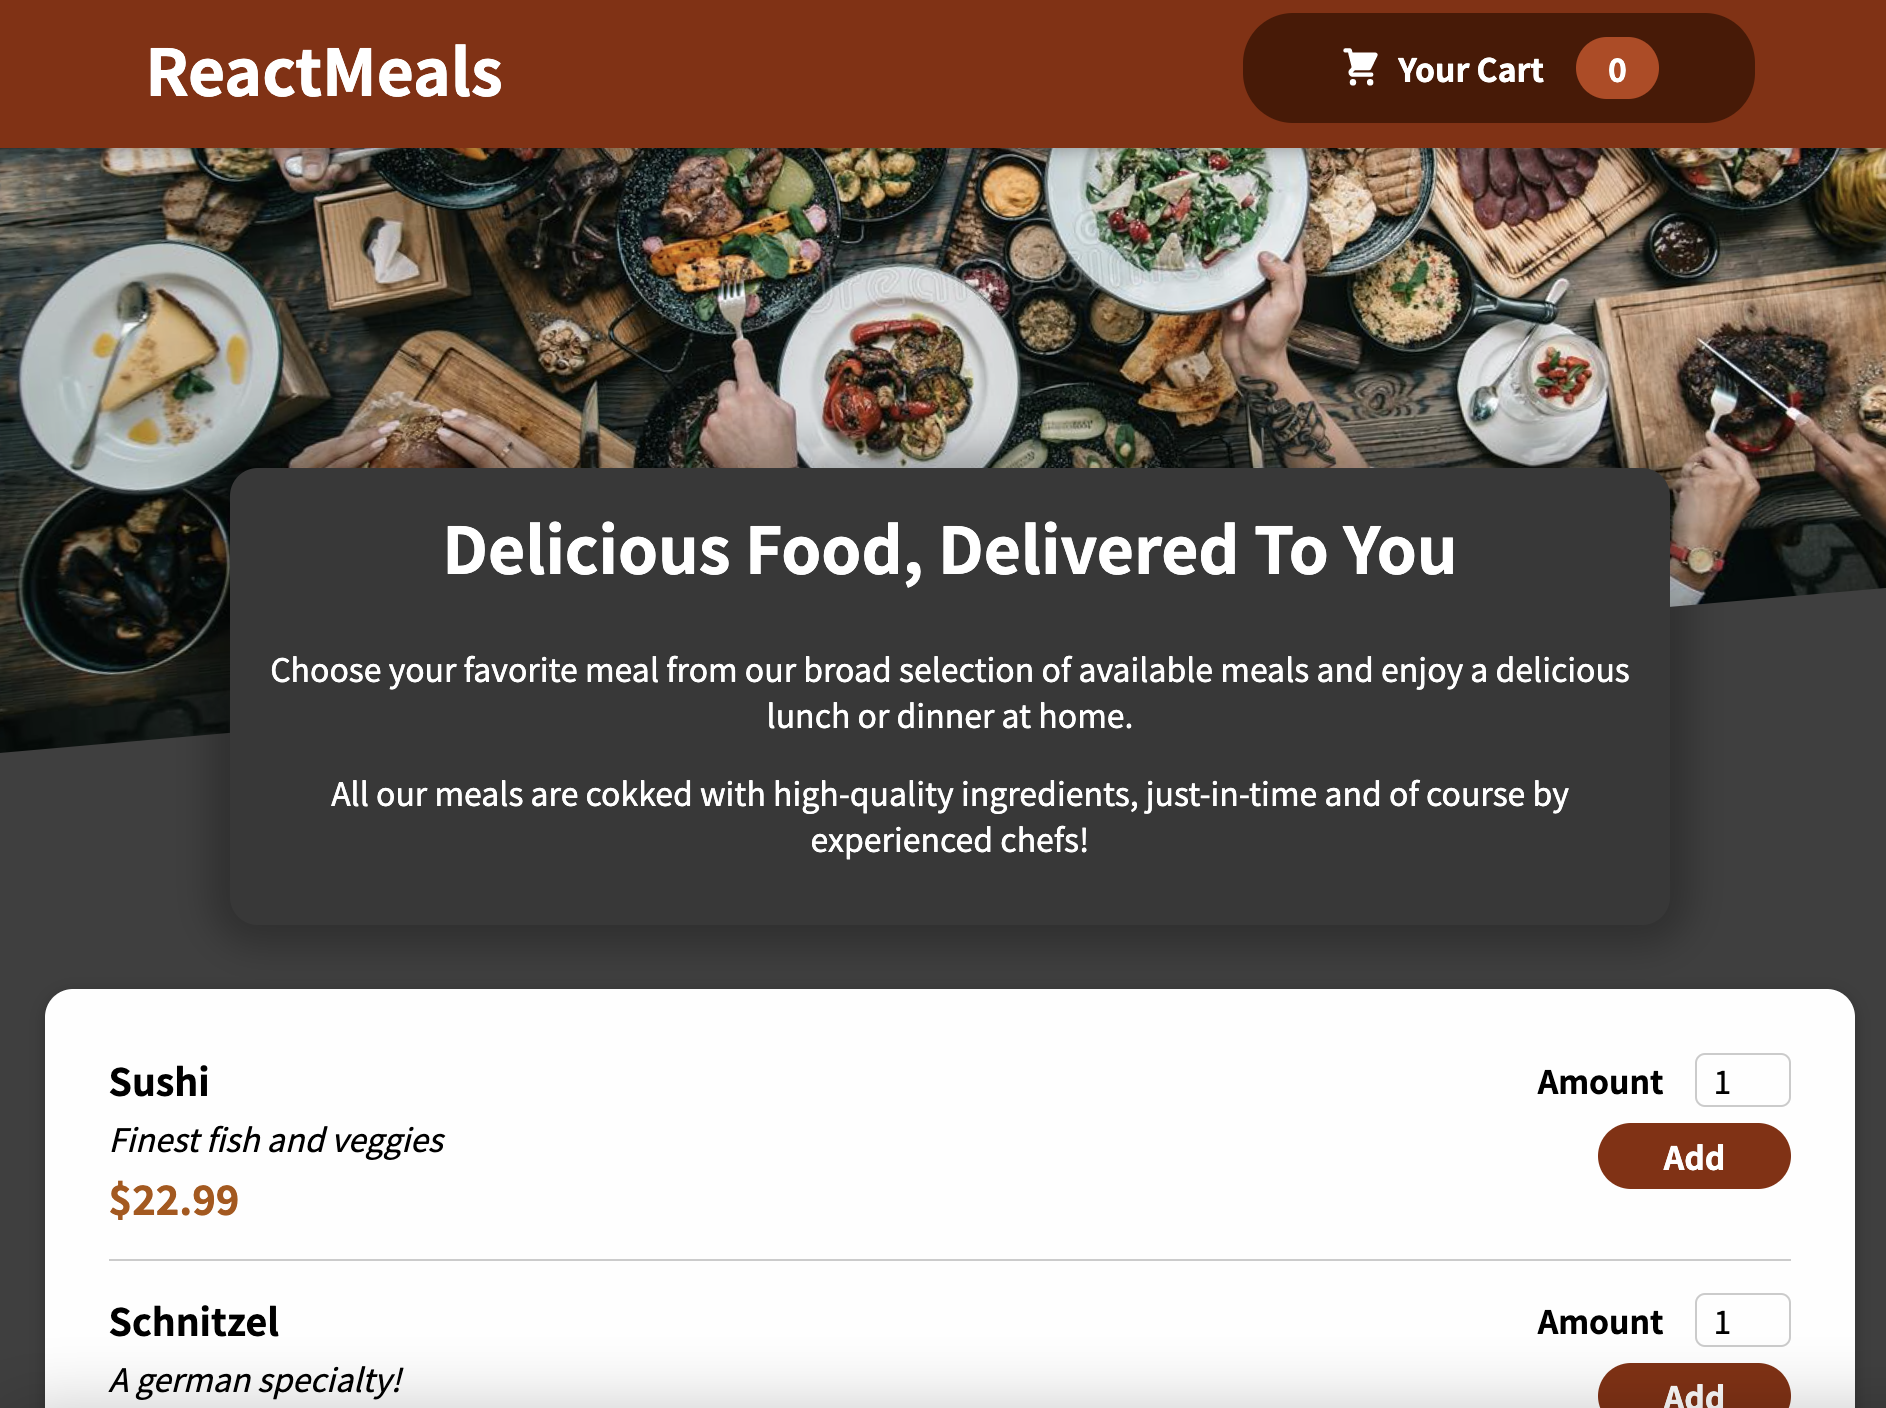 ReactMeals
Your Cart 0
Delicious Food, Delivered To You
Choose your favorite meal from our broad selection of available meals and enjoy a delicious
lunch or dinner at home.
All our meals are cokked with high-quality ingredients, just-in-time and of course by
experienced chefs!
Sushi
Amount 1
Finest fish and veggies
Add
$22.99
Schnitzel
Amount 1
A german specialty!
Add